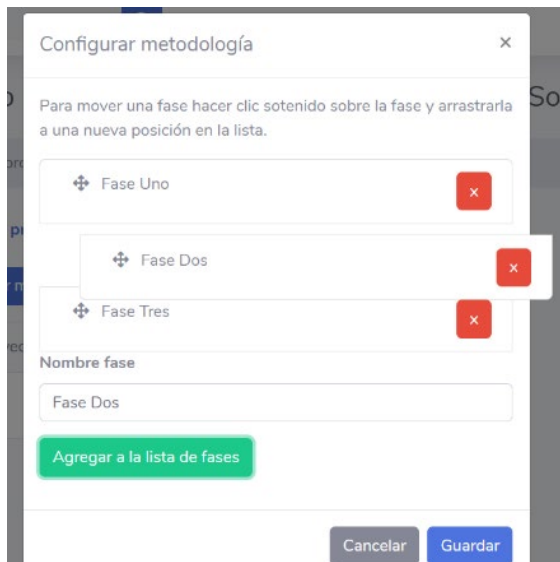 Configurar metodología
×
So
Para mover una fase hacer clic sotenido sobre la fase y arrastrarla
a una nueva posición en la lista.
Fase Uno
x
Fase Dos
x
Fase Tres
x
Nombre fase
Fase Dos
Agregar a la lista de fases
Cancelar
Guardar